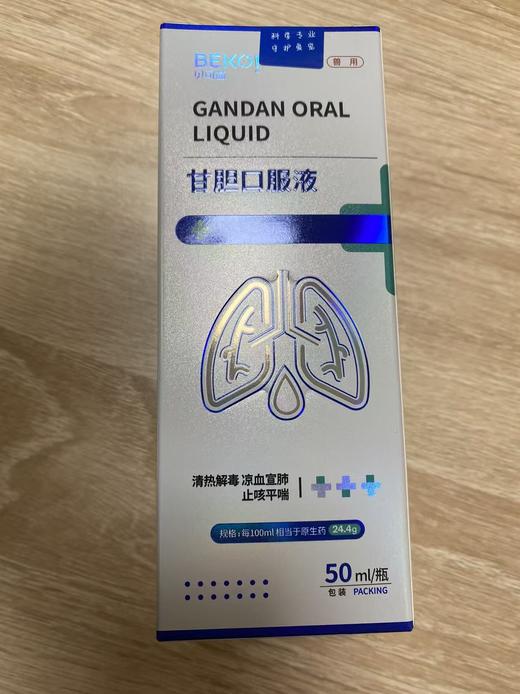 科学专业
守护爱宠
兽用
GANDAN ORAL
LIQUID
甘胆口服液
清热解毒 凉血宣肺
止咳平喘
规格:每100ml相当于原生药 24.4g
50ml/瓶
包装 PACKING